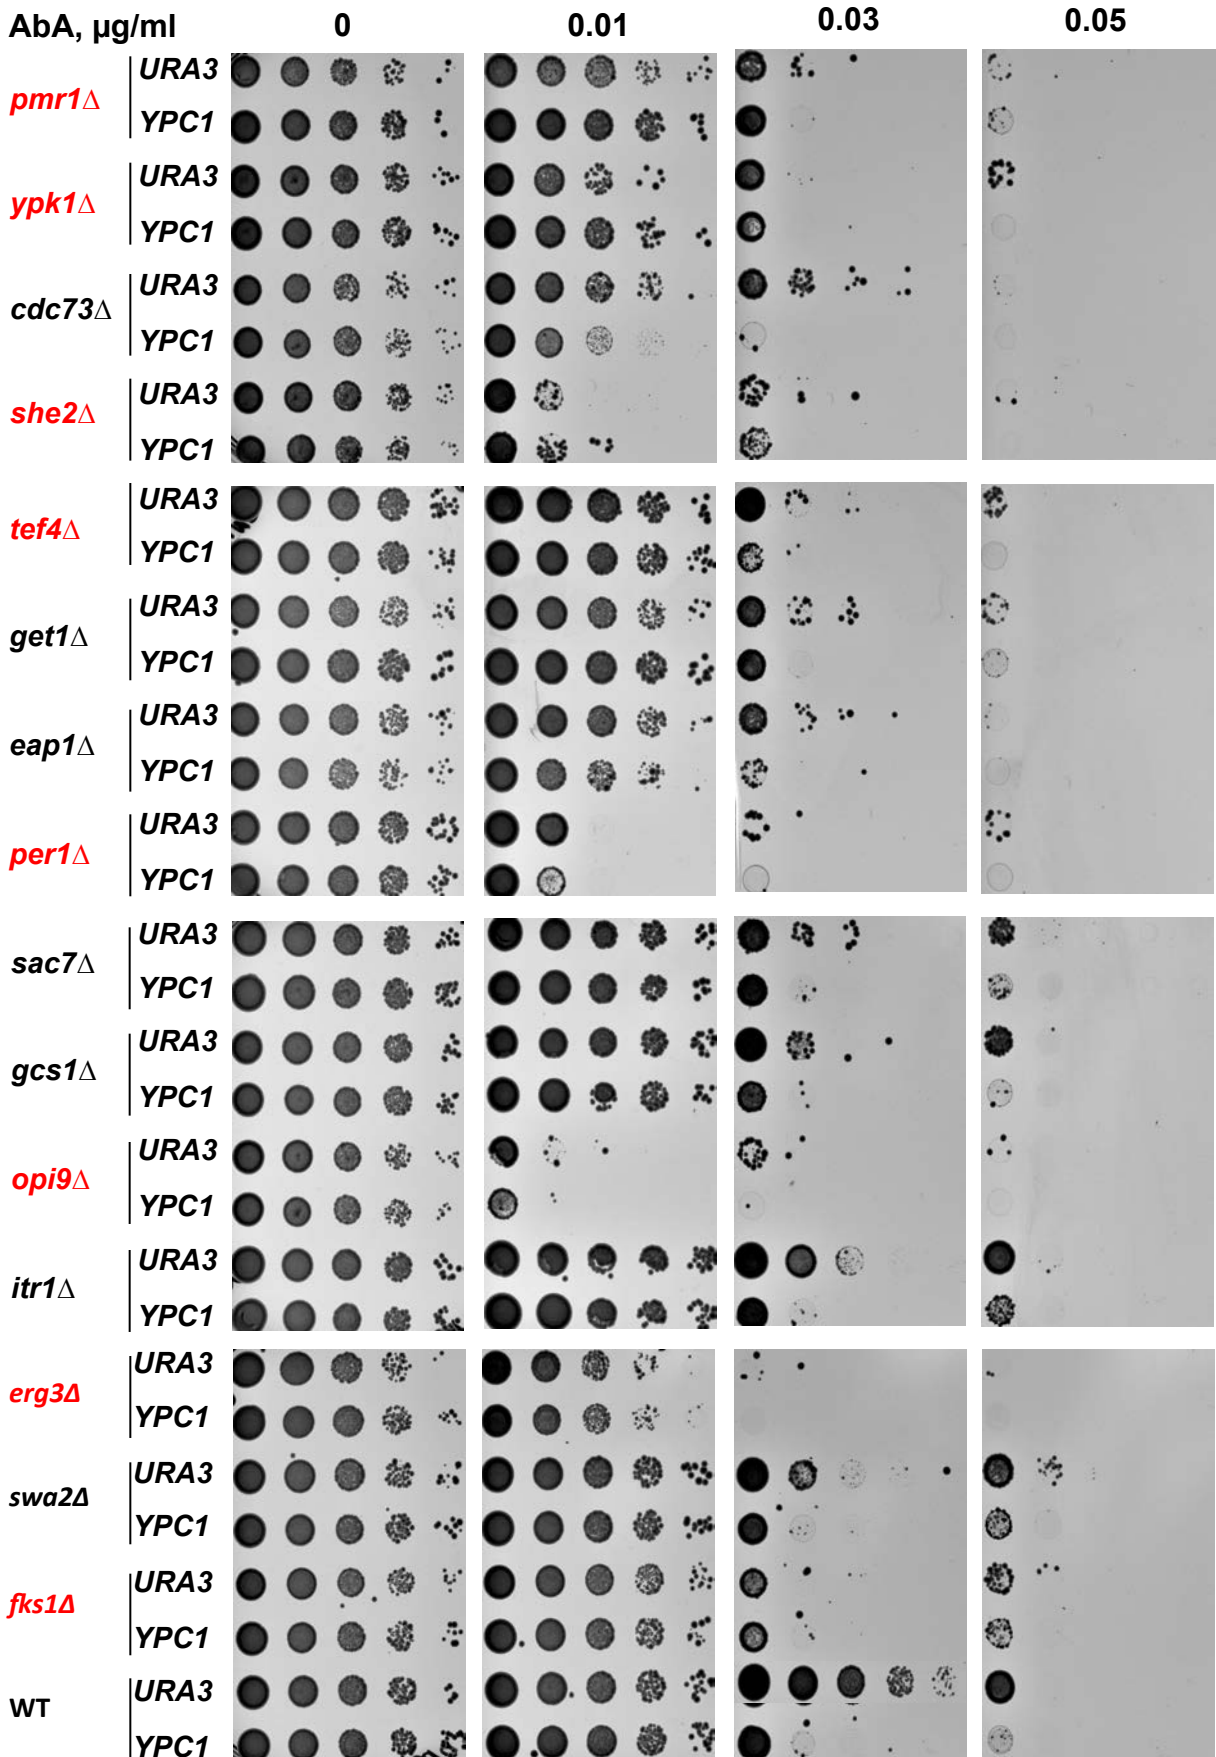 AbA, µg/ml 0 0.01 0.03 0.05
pmr1Δ URA3
YPC1
ypk1Δ URA3
YPC1
cdc73Δ URA3
YPC1
she2Δ URA3
YPC1
tef4Δ URA3
YPC1
get1Δ URA3
YPC1
eap1Δ URA3
YPC1
per1Δ URA3
YPC1
sac7Δ URA3
YPC1
gcs1Δ URA3
YPC1
opi9Δ URA3
YPC1
itr1Δ URA3
YPC1
erg3Δ URA3
YPC1
swa2Δ URA3
YPC1
fks1Δ URA3
YPC1
WT URA3
YPC1